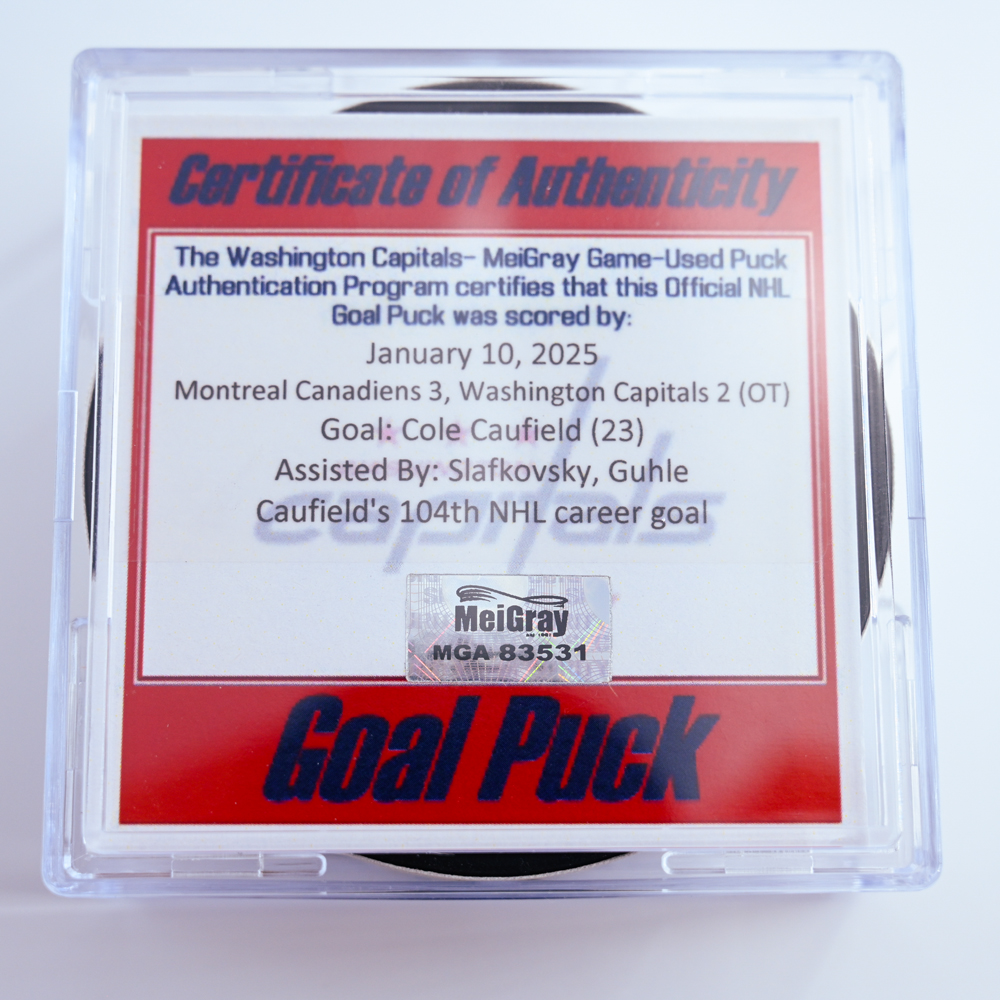 Certificate of Authenticity
The Washington Capitals- MeiGray Game-Used Puck
Authentication Program certifies that this Official NHL
Goal Puck was scored by:
January 10, 2025
Montreal Canadiens 3, Washington Capitals 2 (OT)
Goal: Cole Caufield (23)
Assisted By: Slafkovsky, Guhle
Caufield's 104th NHL career goal
capitals
MeiGray
MGA 83531
Goal Puck